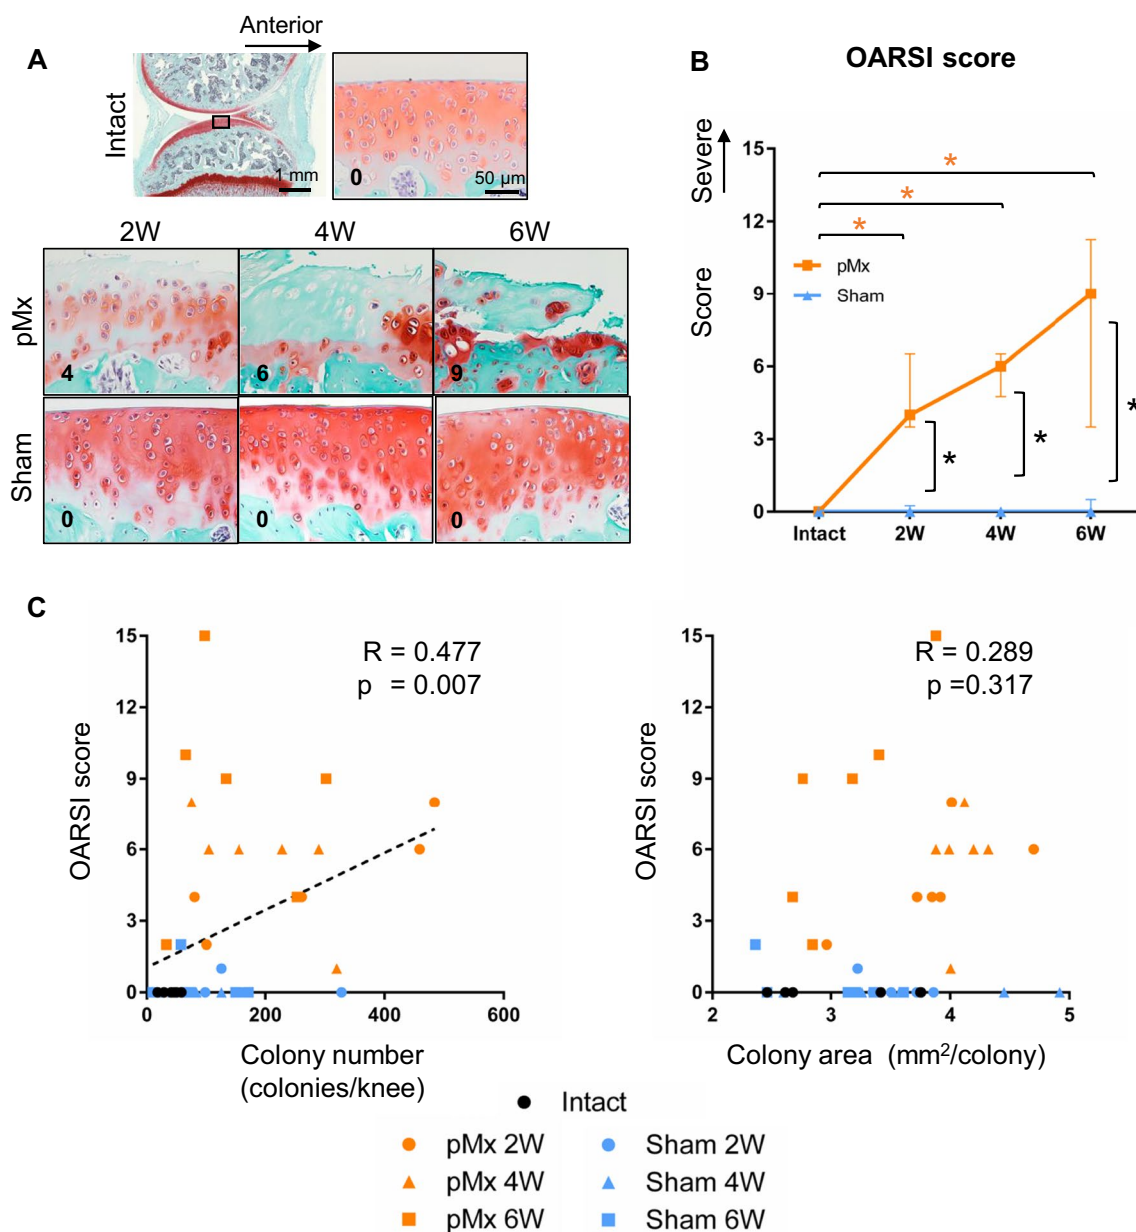 A
Anterior
Intact
1 mm
0
50 µm
2W 4W 6W
pMx
4
6
9
Sham
0
0
0
B
OARSI score
Severe
Score
15
12
9
6
3
0
*
*
*
pMx
Sham
*
*
*
Intact 2W 4W 6W
C
OARSI score
15
12
9
6
3
0
R = 0.477
p = 0.007
0 200 400 600
Colony number
(colonies/knee)
OARSI score
15
12
9
6
3
0
R = 0.289
p =0.317
2 3 4 5
Colony area (mm²/colony)
Intact
pMx 2W Sham 2W
pMx 4W Sham 4W
pMx 6W Sham 6W